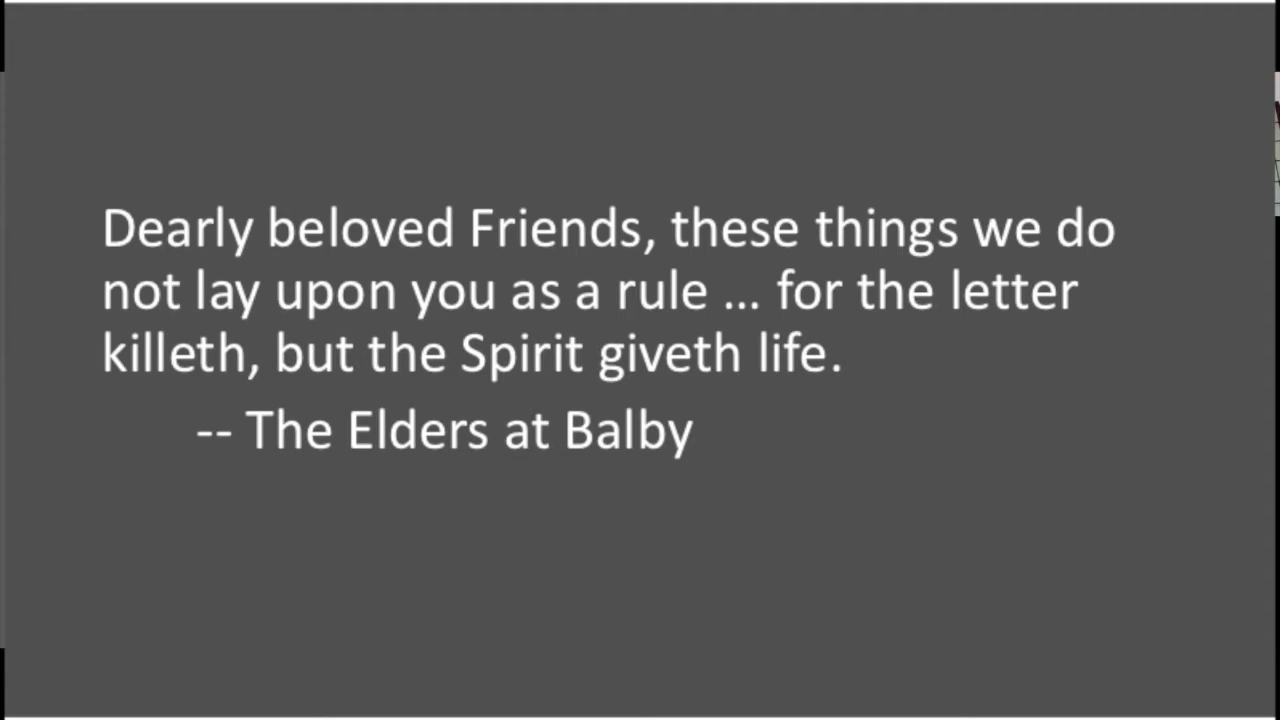 Dearly beloved Friends, these things we do
not lay upon you as a rule ... for the letter
killeth, but the Spirit giveth life.
-- The Elders at Balby